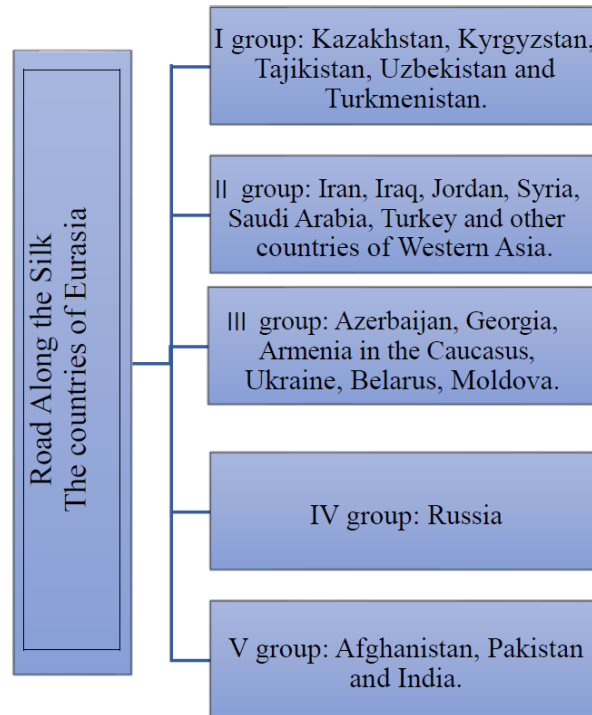 Road Along the Silk
The countries of Eurasia
I group: Kazakhstan, Kyrgyzstan,
Tajikistan, Uzbekistan and
Turkmenistan.
II group: Iran, Iraq, Jordan, Syria,
Saudi Arabia, Turkey and other
countries of Western Asia.
III group: Azerbaijan, Georgia,
Armenia in the Caucasus,
Ukraine, Belarus, Moldova.
IV group: Russia
V group: Afghanistan, Pakistan
and India.